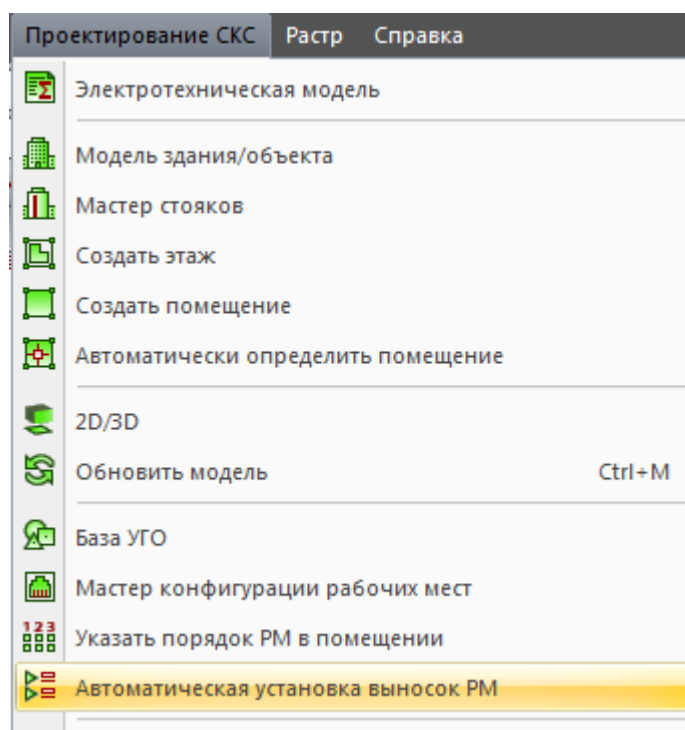 Проектирование СКС Растр Справка
Электротехническая модель
Модель здания/объекта
Мастер стояков
Создать этаж
Создать помещение
Автоматически определить помещение
2D/3D
Обновить модель Ctrl+M
База УГО
Мастер конфигурации рабочих мест
123
Указать порядок РМ в помещении
Автоматическая установка выносок РМ